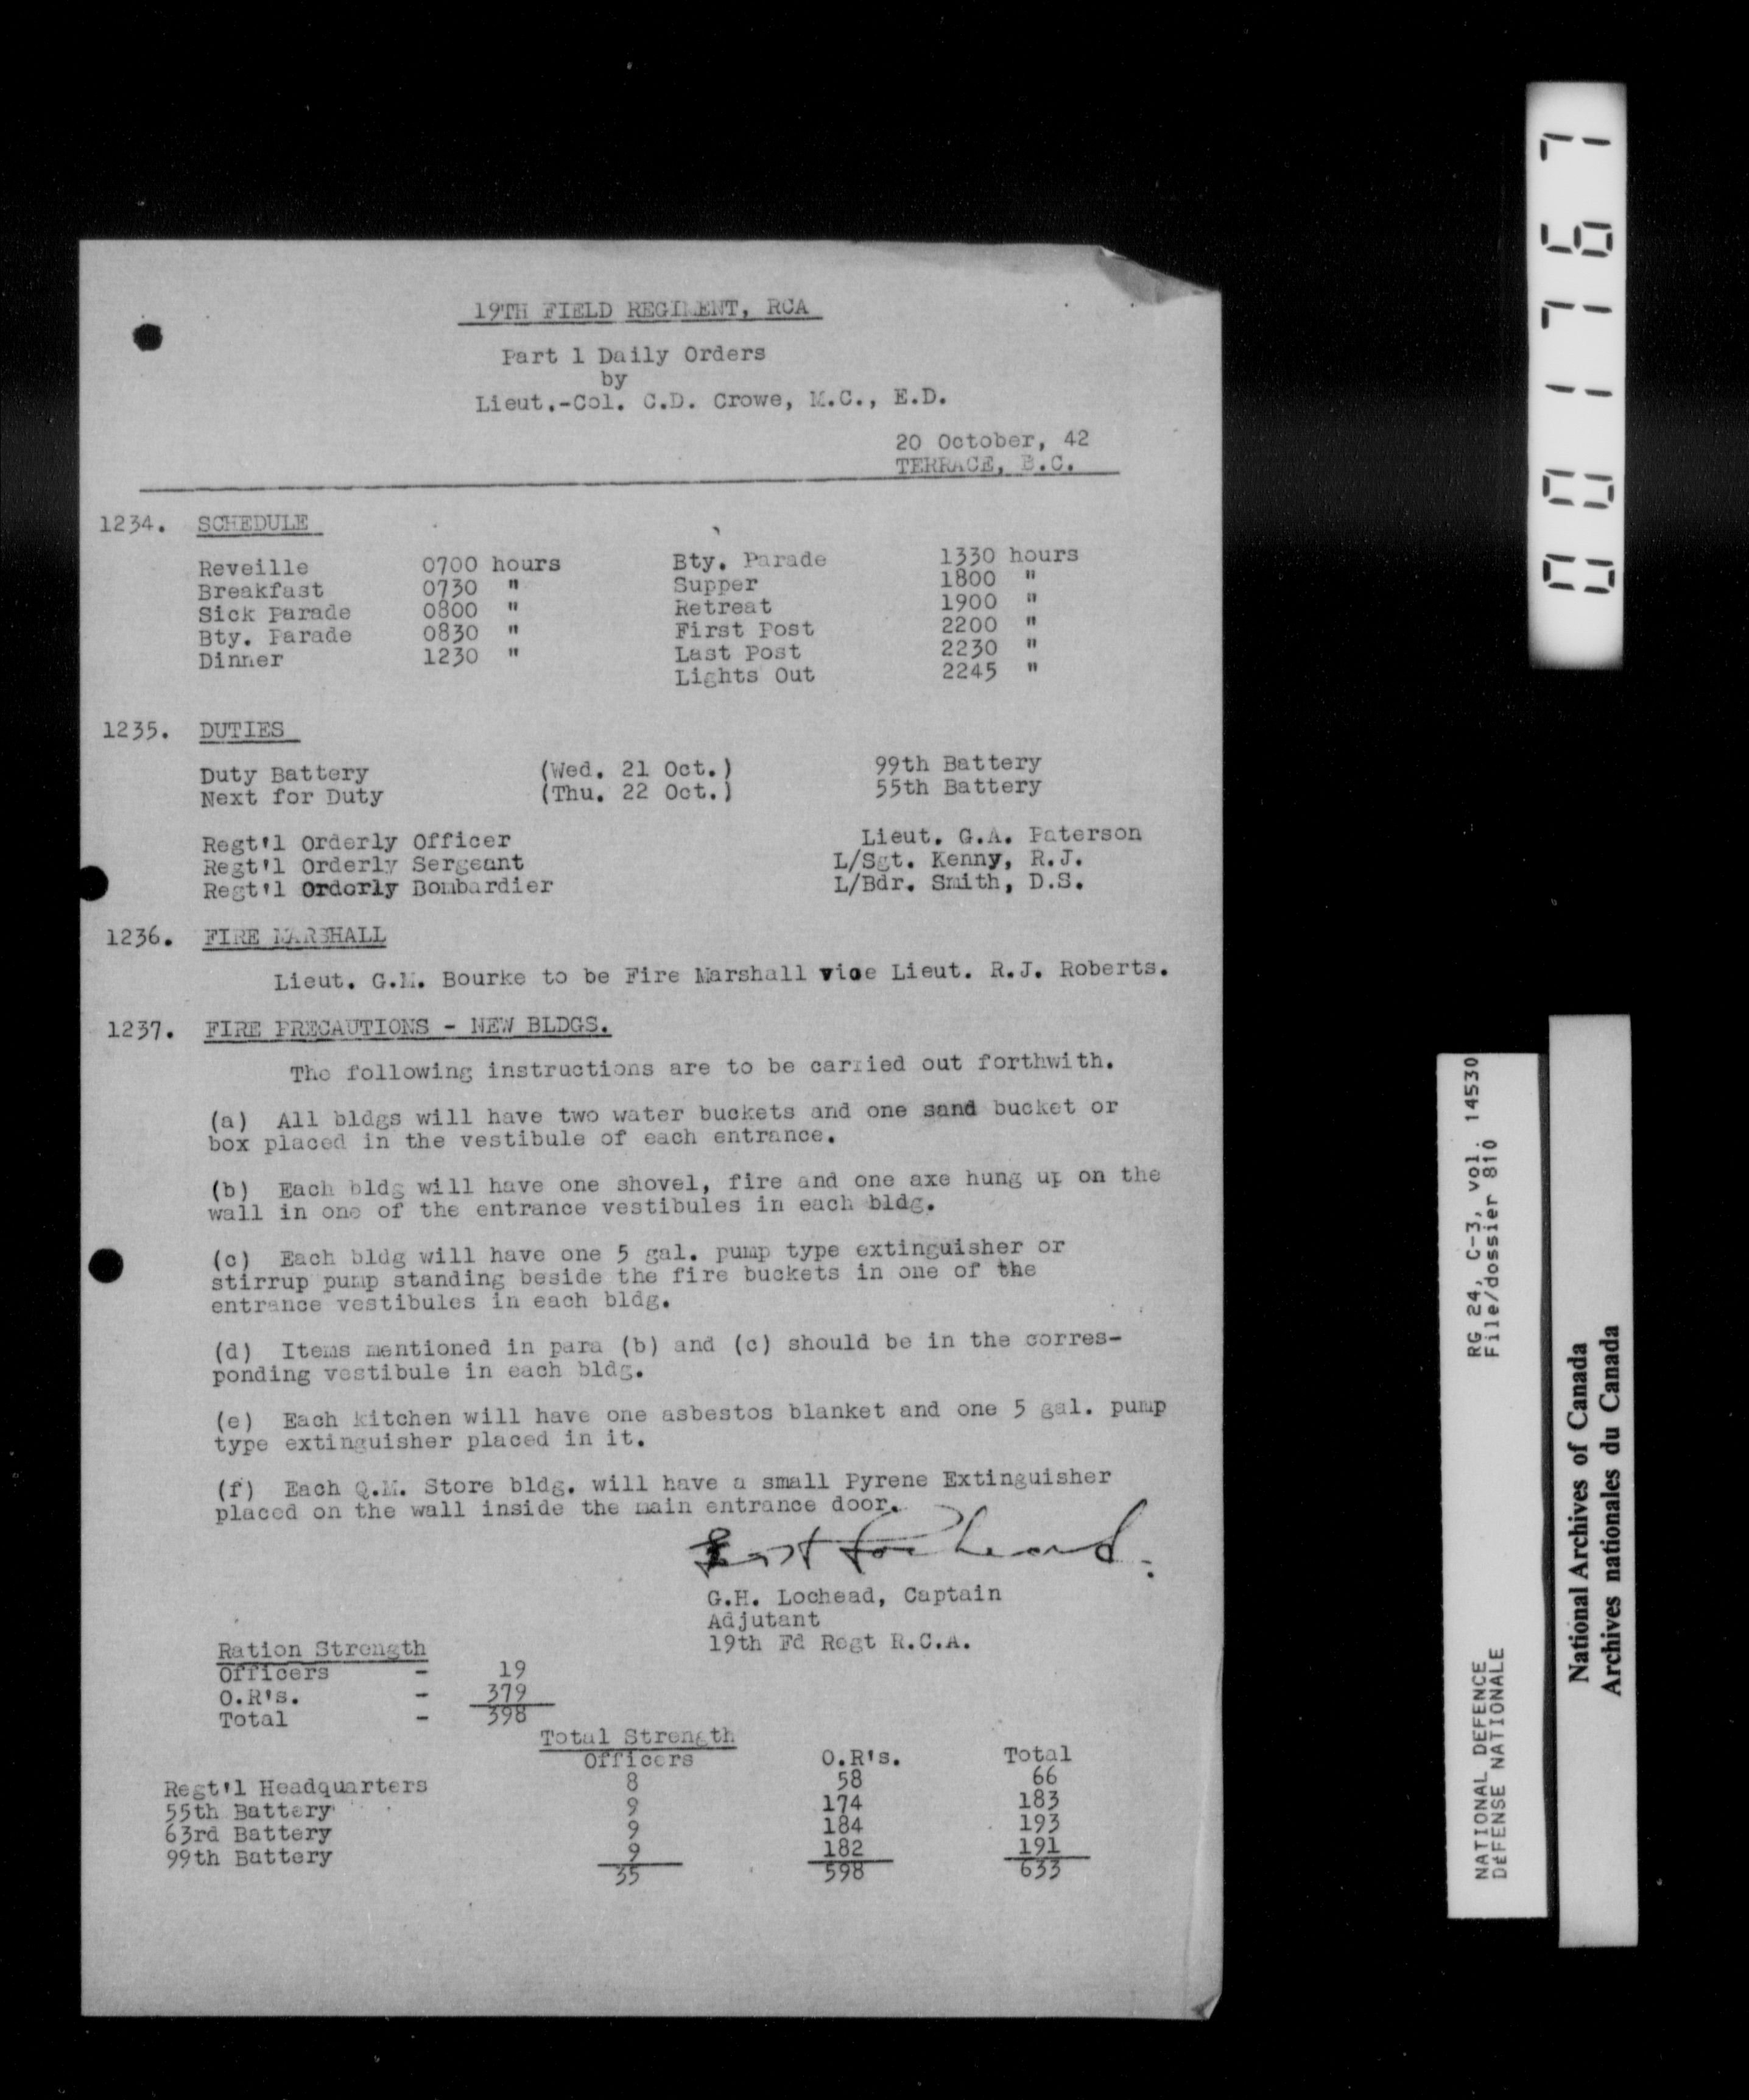 19TH FIELD REGIMENT, RCA
Part 1 Daily Orders
by
Lieut.-Col. C.D. Crowe, M.C., E.D.
20 October, 42
TERRACE, B.C.
1234. SCHEDULE
Reveille 0700 hours Bty. Parade 1330 hours
Breakfast 0730 " Supper 1800 "
Sick Parade 0800 " Retreat 1900 "
Bty. Parade 0830 " First Post 2200 "
Dinner 1230 " Last Post 2230 "
Lights Out 2245 "
1235. DUTIES
Duty Battery (Wed. 21 Oct.) 99th Battery
Next for Duty (Thu. 22 Oct.) 55th Battery
Regt'l Orderly Officer Lieut. G.A. Paterson
Regt'l Orderly Sergeant L/Sgt. Kenny, R.J.
Regt'l Ordorly Bombardier L/Bdr. Smith, D.S.
1236. FIRE MARSHALL
Lieut. G.M. Bourke to be Fire Marshall vice Lieut. R.J. Roberts.
1237. FIRE PRECAUTIONS - NEW BLDGS.
The following instructions are to be carried out forthwith.
(a) All bldgs will have two water buckets and one sand bucket or
box placed in the vestibule of each entrance.
(b) Each bldg will have one shovel, fire and one axe hung up on the
wall in one of the entrance vestibules in each bldg.
(c) Each bldg will have one 5 gal. pump type extinguisher or
stirrup pump standing beside the fire buckets in one of the
entrance vestibules in each bldg.
(d) Items mentioned in para (b) and (c) should be in the corres-
ponding vestibule in each bldg.
(e) Each kitchen will have one asbestos blanket and one 5 gal. pump
type extinguisher placed in it.
(f) Each Q.M. Store bldg. will have a small Pyrene Extinguisher
placed on the wall inside the main entrance door.
G.H. Lochead, Captain
Adjutant
19th Fd Regt R.C.A.
Ration Strength
Officers - 19
O.R's. - 379
Total - 398
Total Strength
Officers O.R's. Total
Regt'l Headquarters 8 58 66
55th Battery 9 174 183
63rd Battery 9 184 193
99th Battery 9 182 191
35 598 633
001767
RG 24, C-3, vol. 14530
File/dossier 810
NATIONAL DEFENCE
DÉFENSE NATIONALE
National Archives of Canada
Archives nationales du Canada